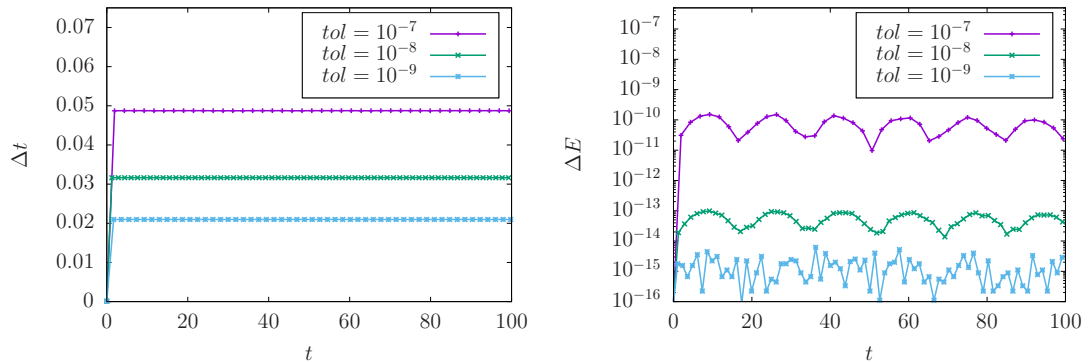 0.07
0.06
0.05
0.04
0.03
0.02
0.01
0
Δt
tol = 10⁻⁷
tol = 10⁻⁸
tol = 10⁻⁹
0 20 40 60 80 100
t
10⁻⁷
10⁻⁸
10⁻⁹
10⁻¹⁰
10⁻¹¹
10⁻¹²
10⁻¹³
10⁻¹⁴
10⁻¹⁵
10⁻¹⁶
ΔE
tol = 10⁻⁷
tol = 10⁻⁸
tol = 10⁻⁹
0 20 40 60 80 100
t